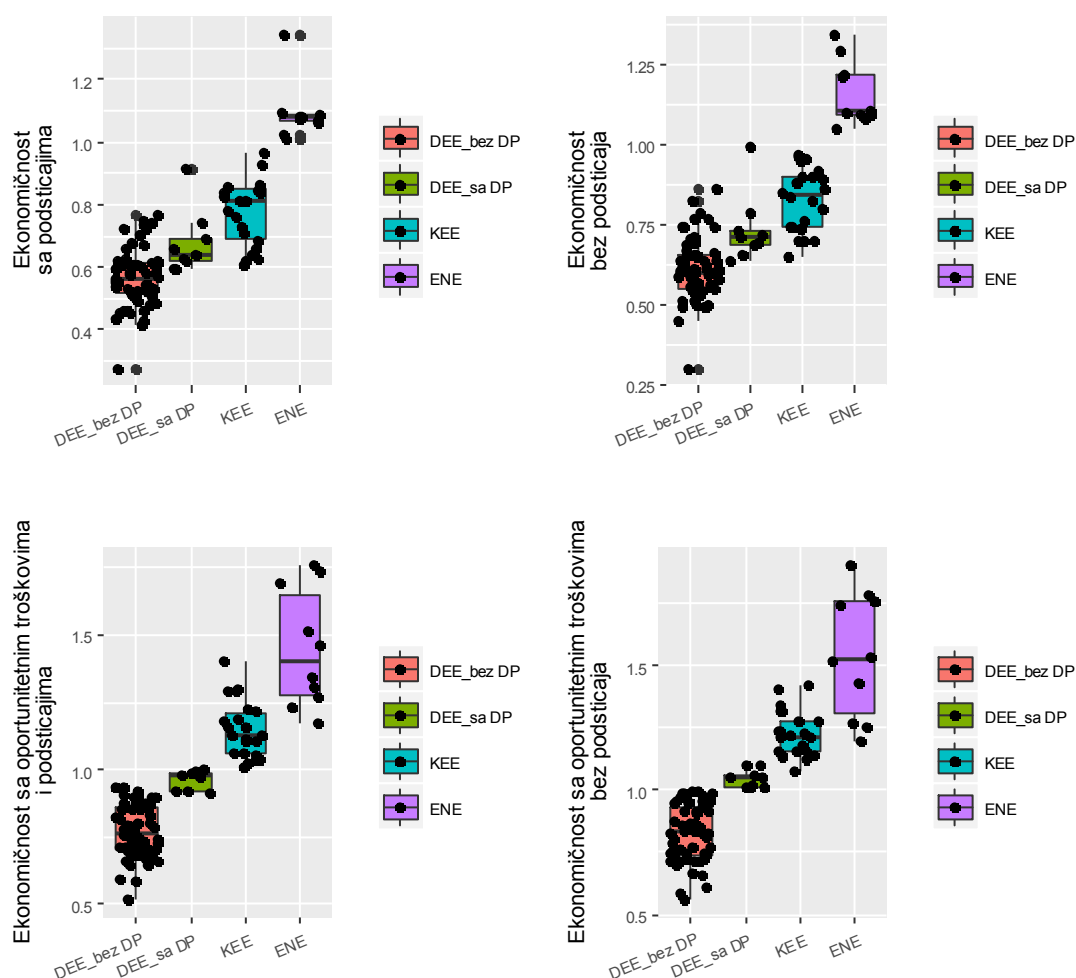 Ekonomičnost
sa podsticajima
1.2
1.0
0.8
0.6
0.4
DEE_bez DP
DEE_sa DP
KEE
ENE
DEE_bez DP
DEE_sa DP
KEE
ENE
Ekonomičnost
bez podsticaja
1.25
1.00
0.75
0.50
0.25
DEE_bez DP
DEE_sa DP
KEE
ENE
DEE_bez DP
DEE_sa DP
KEE
ENE
Ekonomičnost sa oportunitetnim troškovima
i podsticajima
1.5
1.0
0.5
DEE_bez DP
DEE_sa DP
KEE
ENE
DEE_bez DP
DEE_sa DP
KEE
ENE
Ekonomičnost sa oportunitetnim troškovima
bez podsticaja
1.5
1.0
0.5
DEE_bez DP
DEE_sa DP
KEE
ENE
DEE_bez DP
DEE_sa DP
KEE
ENE